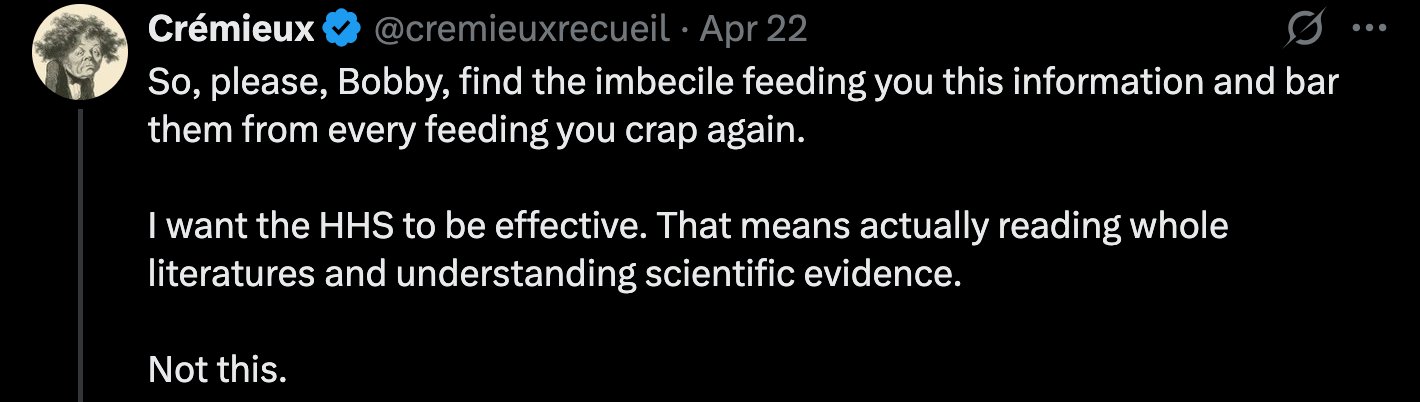 Crémieux @cremieuxrecueil · Apr 22
So, please, Bobby, find the imbecile feeding you this information and bar
them from every feeding you crap again.
I want the HHS to be effective. That means actually reading whole
literatures and understanding scientific evidence.
Not this.